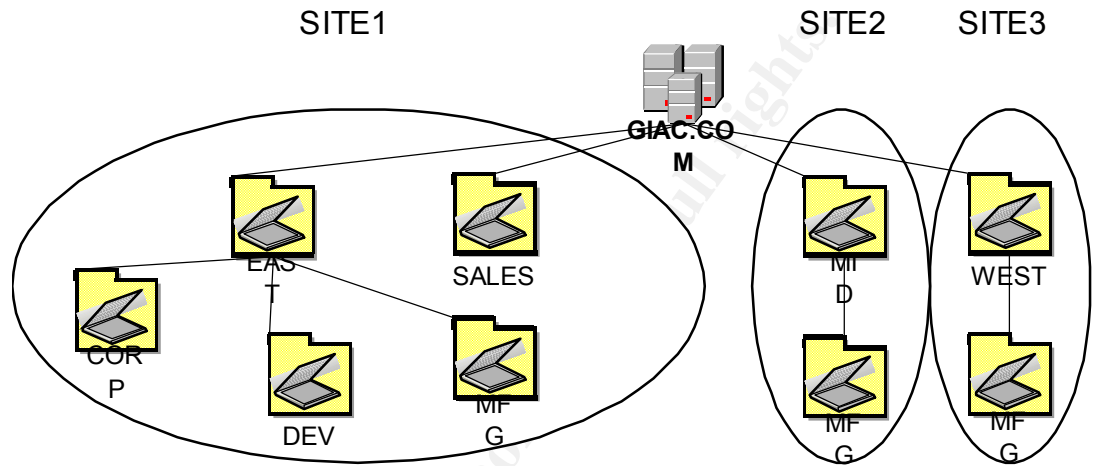 SITE1 SITE2 SITE3
GIAC.CO
M
EAS
T
SALES
MI
D
WEST
COR
P
DEV
MF
G
MF
G
MF
G